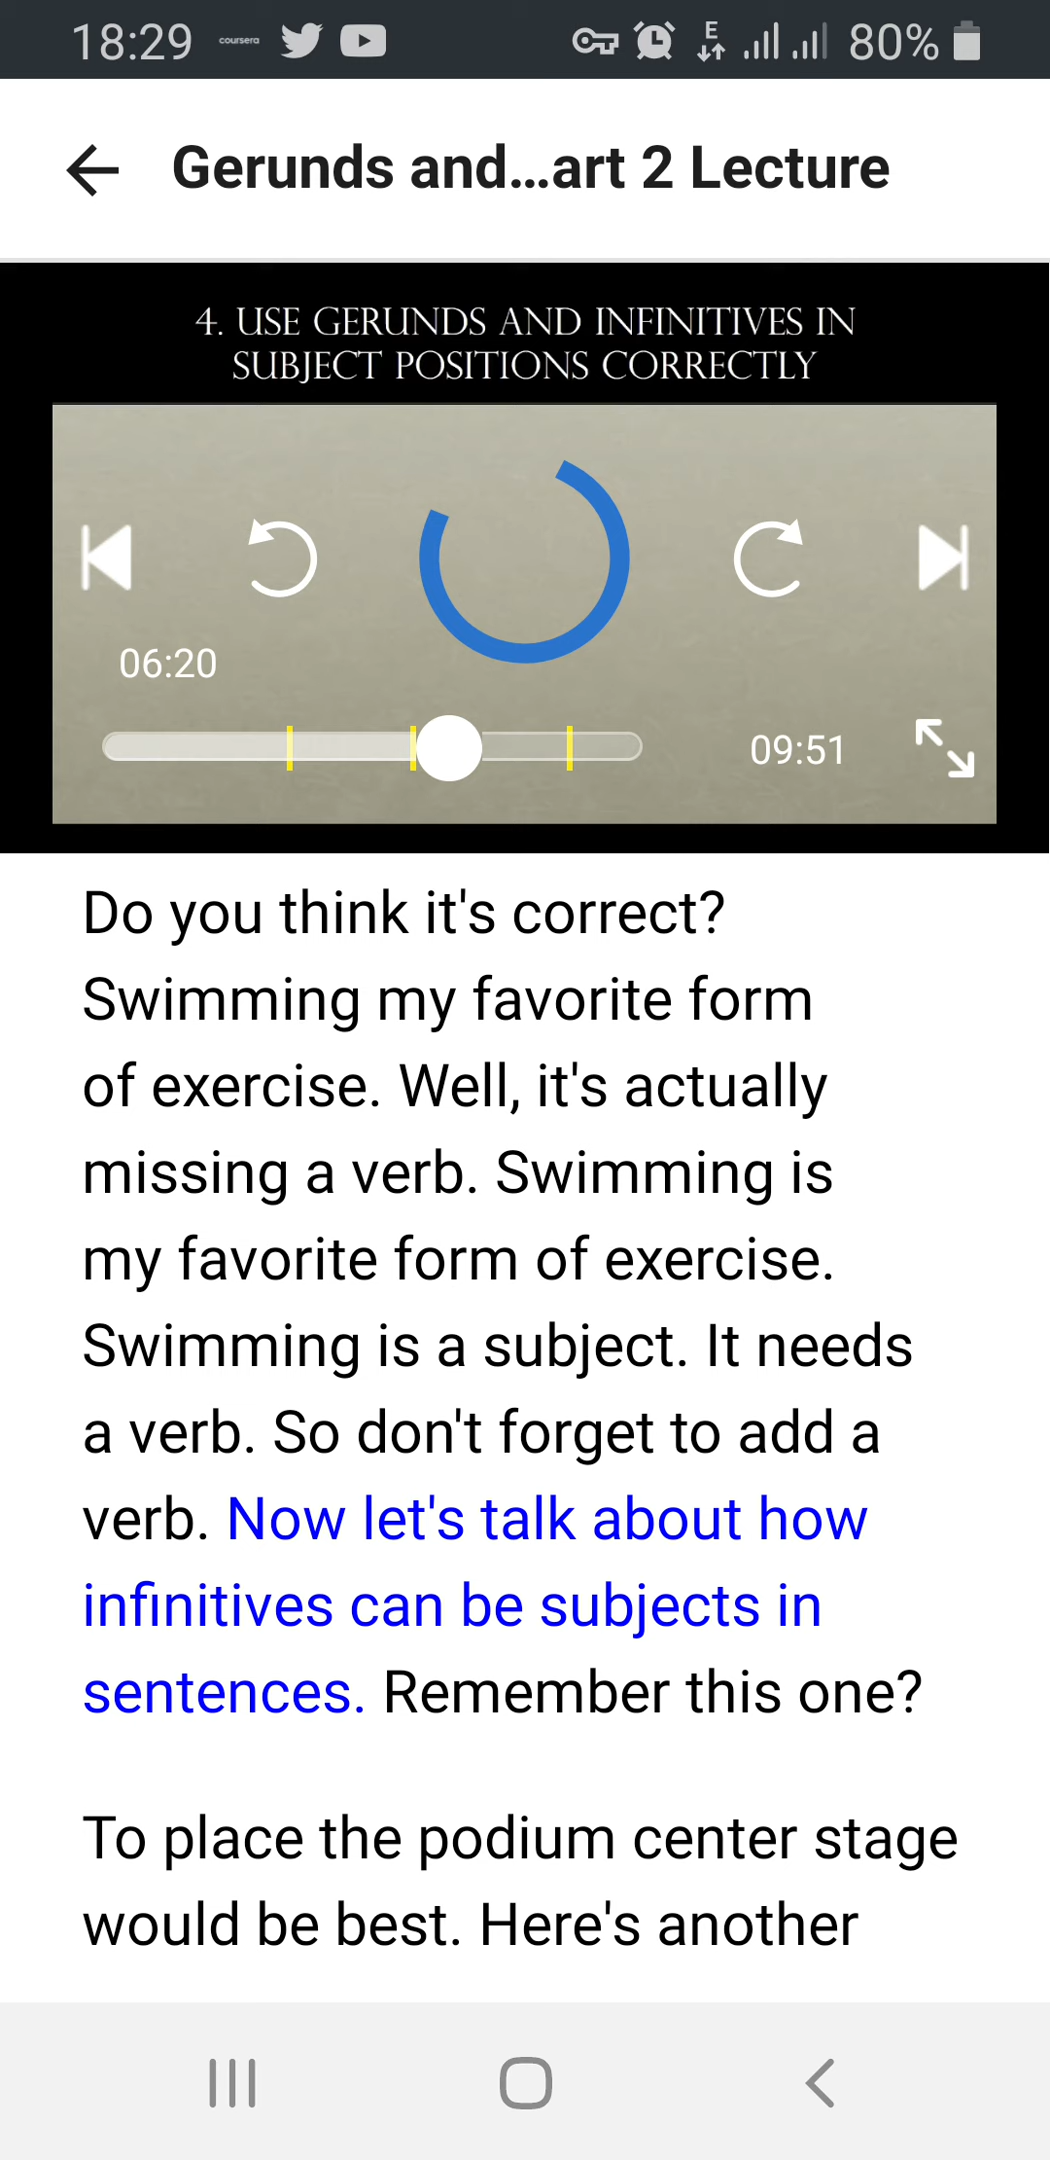 18:29 coursera E 80%
Gerunds and...art 2 Lecture
4. USE GERUNDS AND INFINITIVES IN
SUBJECT POSITIONS CORRECTLY
06:20
09:51
Do you think it's correct?
Swimming my favorite form
of exercise. Well, it's actually
missing a verb. Swimming is
my favorite form of exercise.
Swimming is a subject. It needs
a verb. So don't forget to add a
verb. Now let's talk about how
infinitives can be subjects in
sentences. Remember this one?
To place the podium center stage
would be best. Here's another